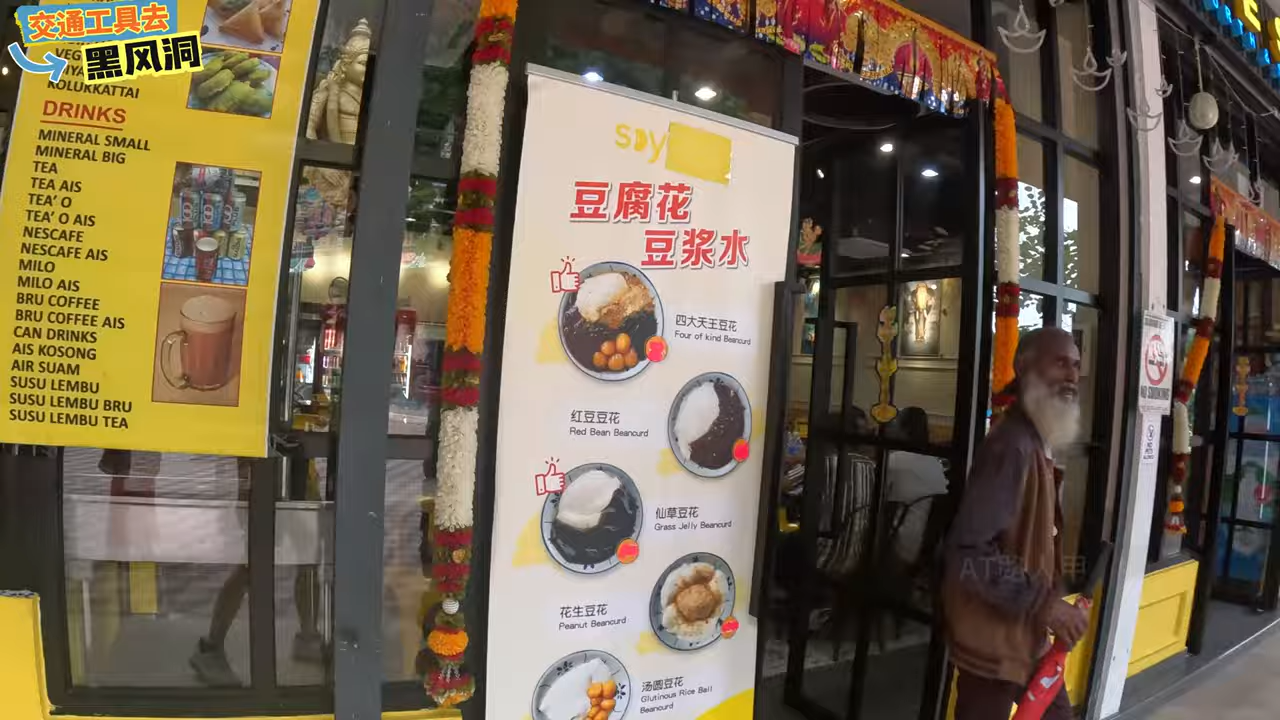 交通工具去
黑风洞
KOLUKKATTAI
DRINKS
MINERAL SMALL
MINERAL BIG
TEA
TEA AIS
TEA' O
TEA' O AIS
NESCAFE
NESCAFE AIS
MILO
MILO AIS
BRU COFFEE
BRU COFFEE AIS
CAN DRINKS
AIS KOSONG
AIR SUAM
SUSU LEMBU
SUSU LEMBU BRU
SUSU LEMBU TEA
soy
豆腐花
豆浆水
四大天王豆花
Four of kind Beancurd
红豆豆花
Red Bean Beancurd
仙草豆花
Grass Jelly Beancurd
花生豆花
Peanut Beancurd
汤圆豆花
Glutinous Rice Ball
Beancurd
NO SMOKING